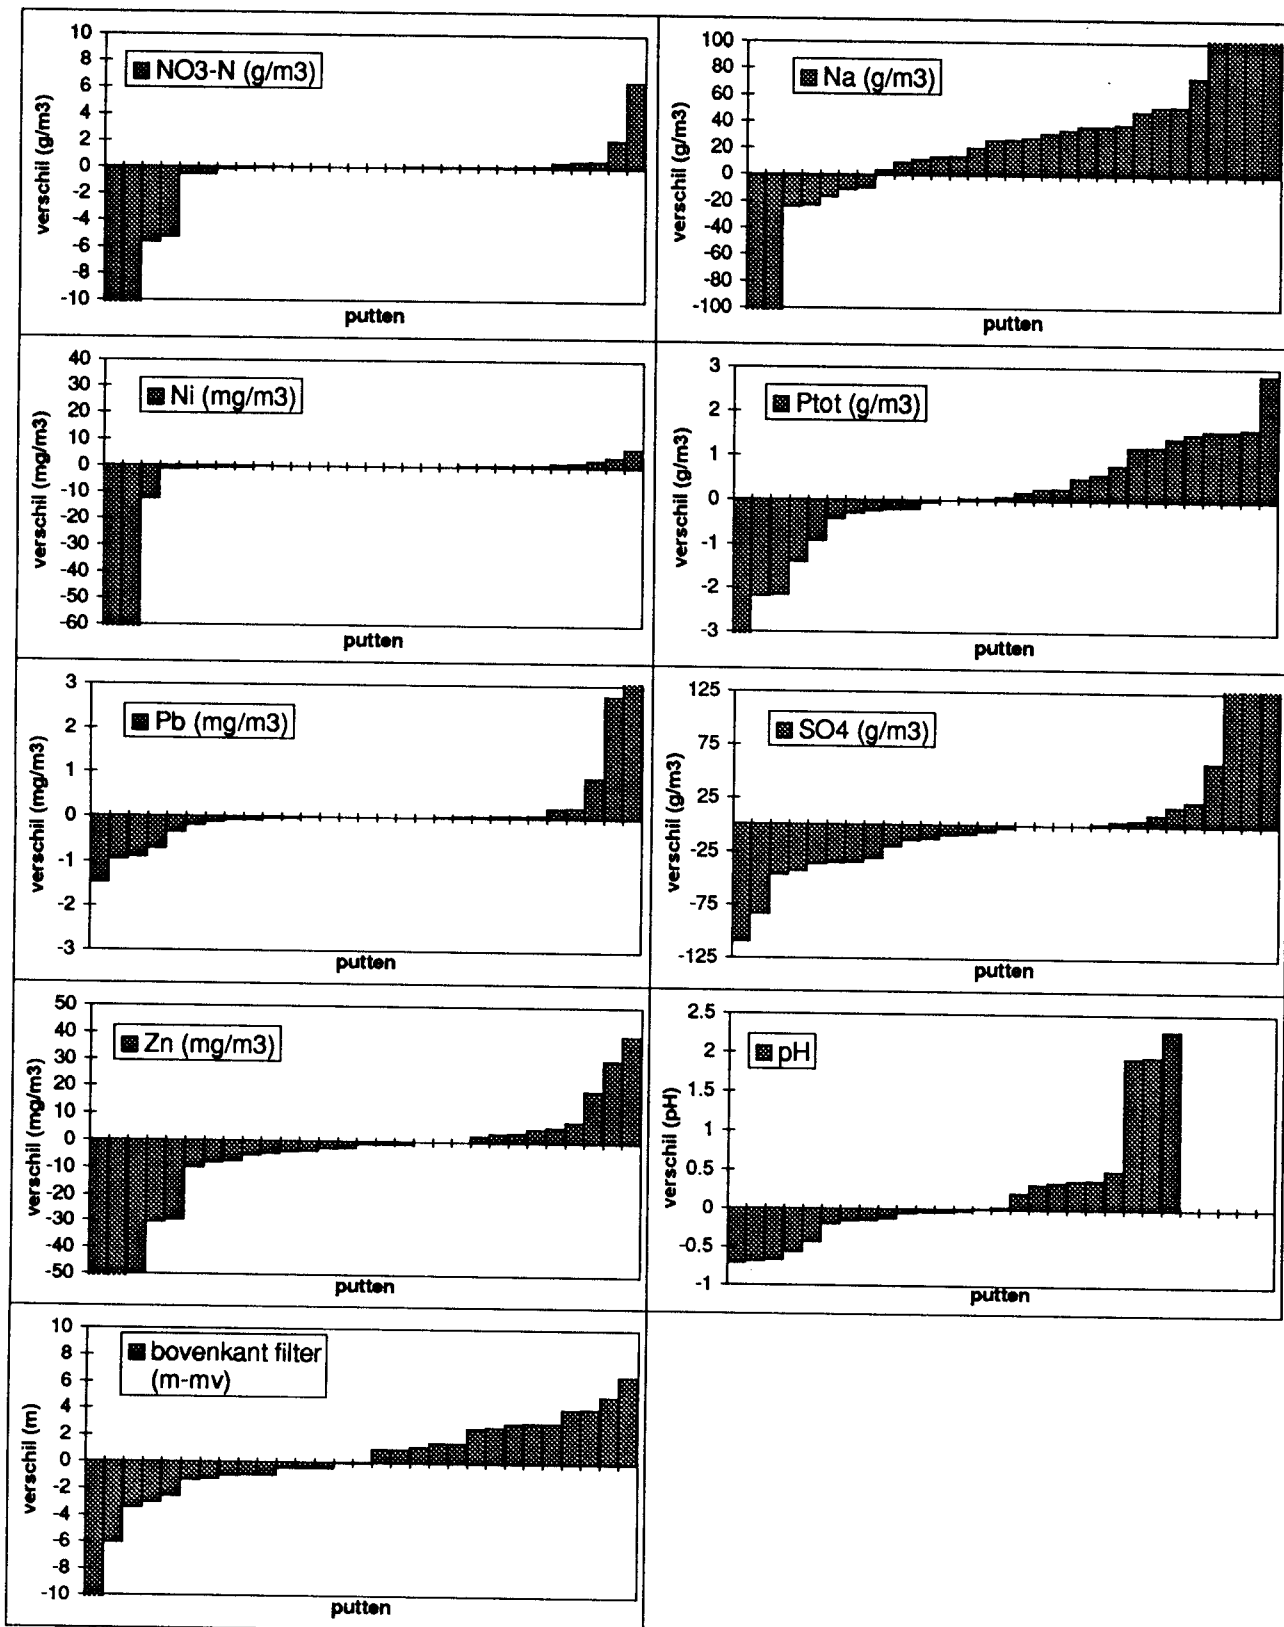 NO3-N (g/m3)
verschil (g/m3)
10
8
6
4
2
0
-2
-4
-6
-8
-10
putten
Na (g/m3)
verschil (g/m3)
100
80
60
40
20
0
-20
-40
-60
-80
-100
putten
Ni (mg/m3)
verschil (mg/m3)
40
30
20
10
0
-10
-20
-30
-40
-50
-60
putten
Ptot (g/m3)
verschil (g/m3)
3
2
1
0
-1
-2
-3
putten
Pb (mg/m3)
verschil (mg/m3)
3
2
1
0
-1
-2
-3
putten
SO4 (g/m3)
verschil (g/m3)
125
75
25
-25
-75
-125
putten
Zn (mg/m3)
verschil (mg/m3)
50
40
30
20
10
0
-10
-20
-30
-40
-50
putten
pH
verschil (pH)
2.5
2
1.5
1
0.5
0
-0.5
-1
putten
bovenkant filter
(m-mv)
verschil (m)
10
8
6
4
2
0
-2
-4
-6
-8
-10
putten